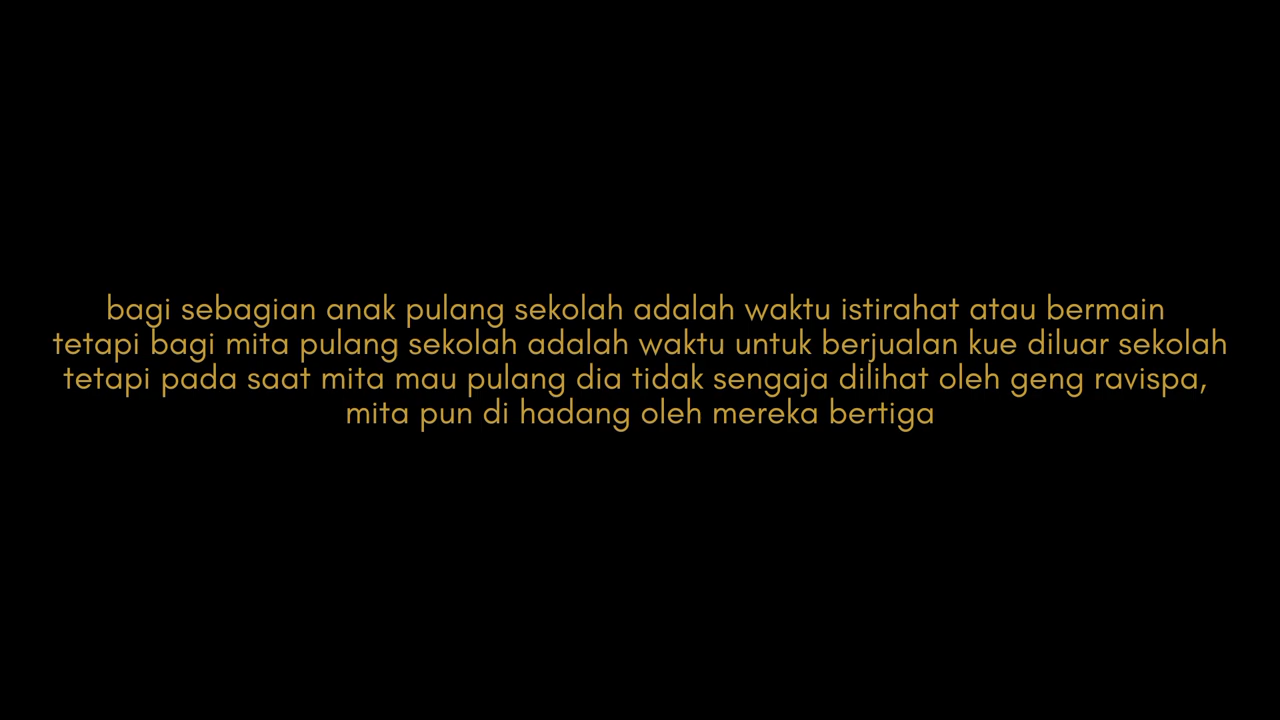 bagi sebagian anak pulang sekolah adalah waktu istirahat atau bermain
tetapi bagi mita pulang sekolah adalah waktu untuk berjualan kue diluar sekolah
tetapi pada saat mita mau pulang dia tidak sengaja dilihat oleh geng ravispa,
mita pun di hadang oleh mereka bertiga